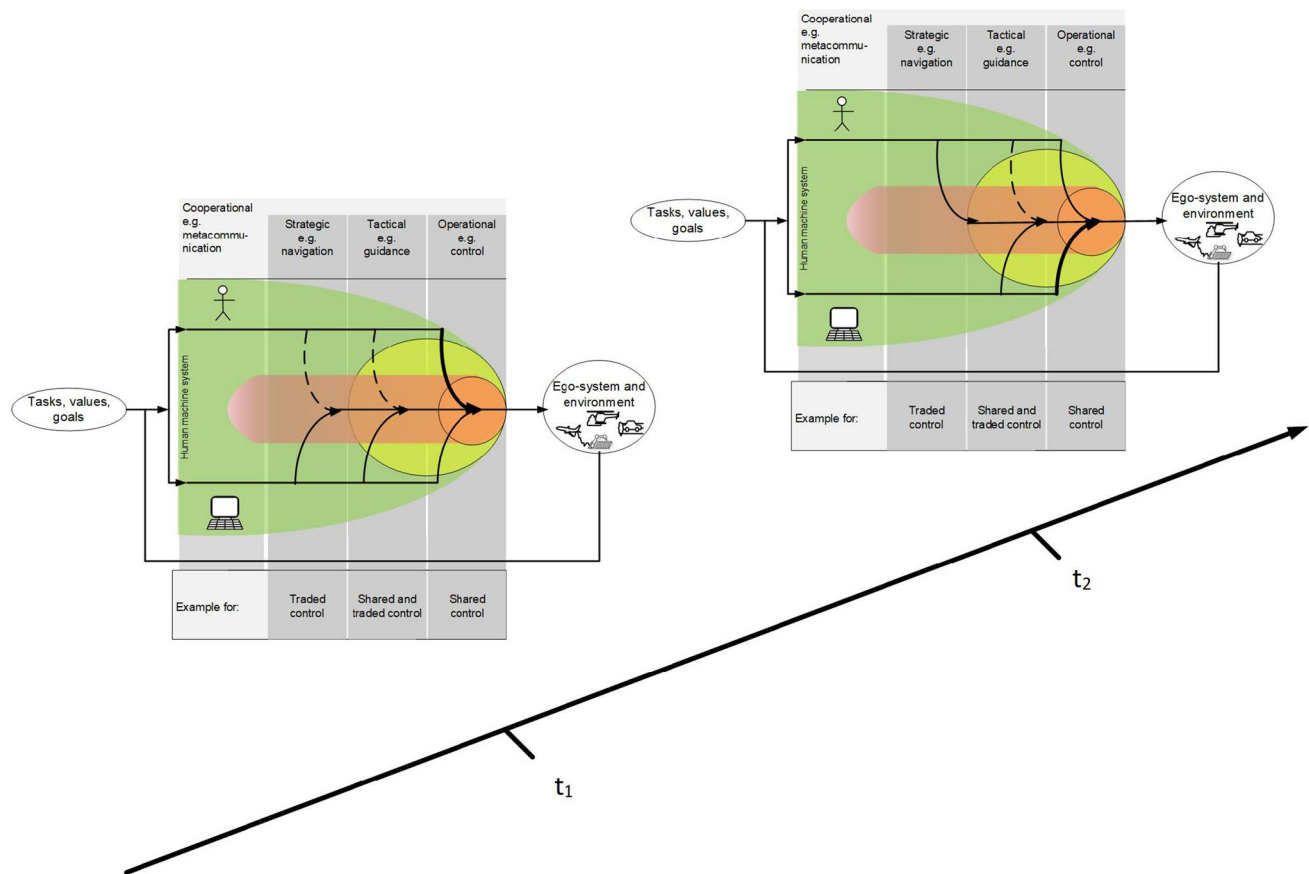 Cooperational
e.g.
metacommu-
nication
Strategic
e.g.
navigation
Tactical
e.g.
guidance
Operational
e.g.
control
Human machine system
Tasks, values,
goals
Ego-system and
environment
Example for:
Traded
control
Shared and
traded control
Shared
control
t1
Cooperational
e.g.
metacommu-
nication
Strategic
e.g.
navigation
Tactical
e.g.
guidance
Operational
e.g. control
Human machine system
Tasks, values,
goals
Ego-system and
environment
Example for:
Traded
control
Shared and
traded control
Shared
control
t2